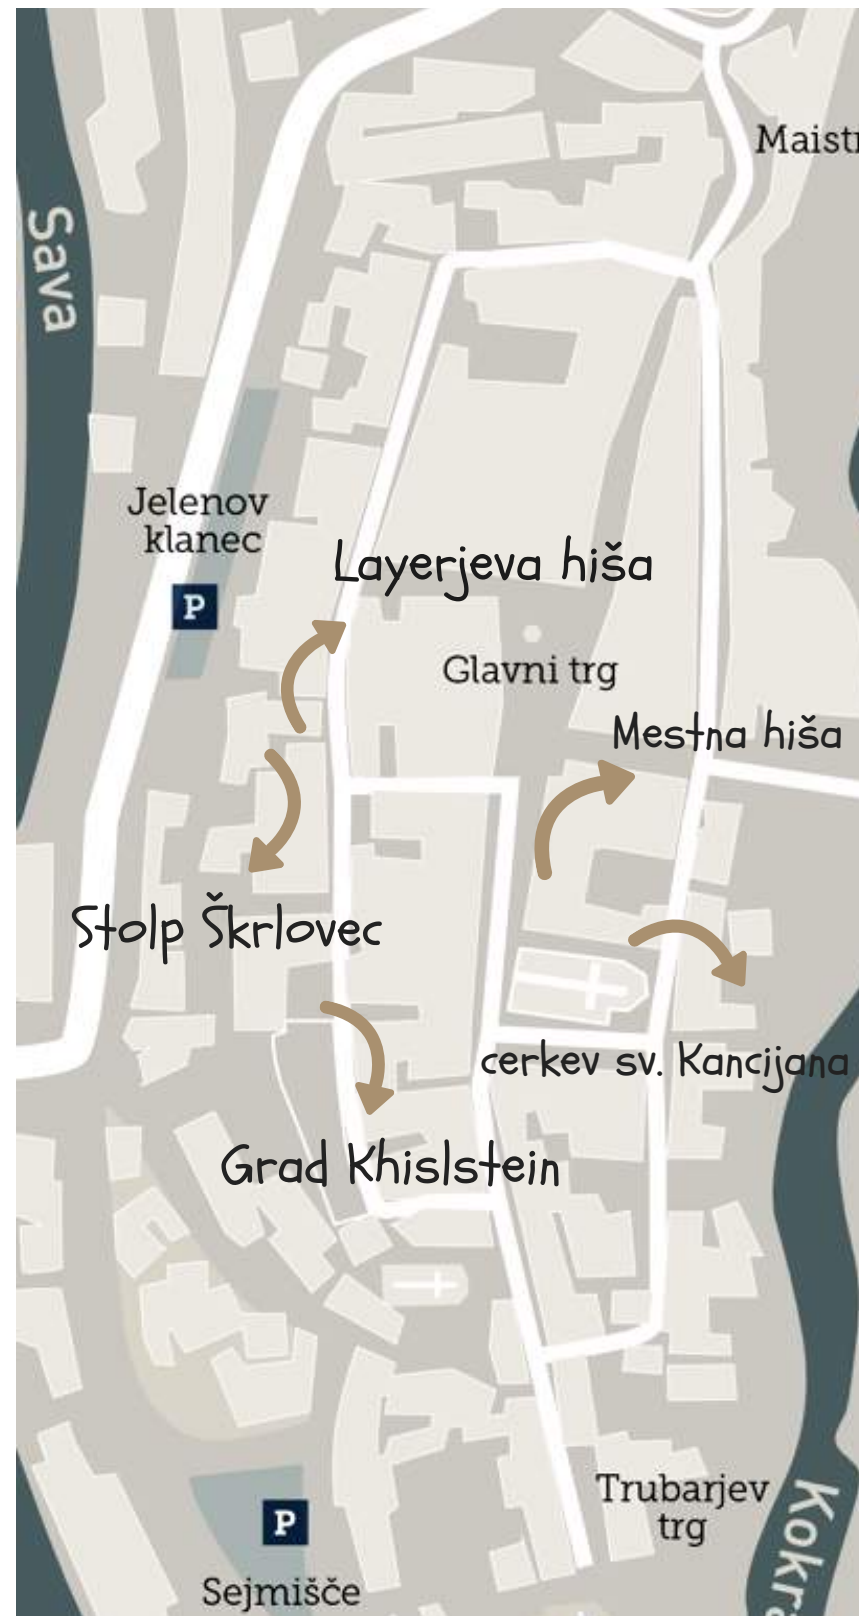 Maistr
Sava
Jelenov
klanec
P
Layerjeva hiša
Glavni trg
Mestna hiša
Stolp Škrlovec
cerkev sv. Kancijana
Grad Khislstein
Trubarjev
trg
Kokra
P
Sejmišče